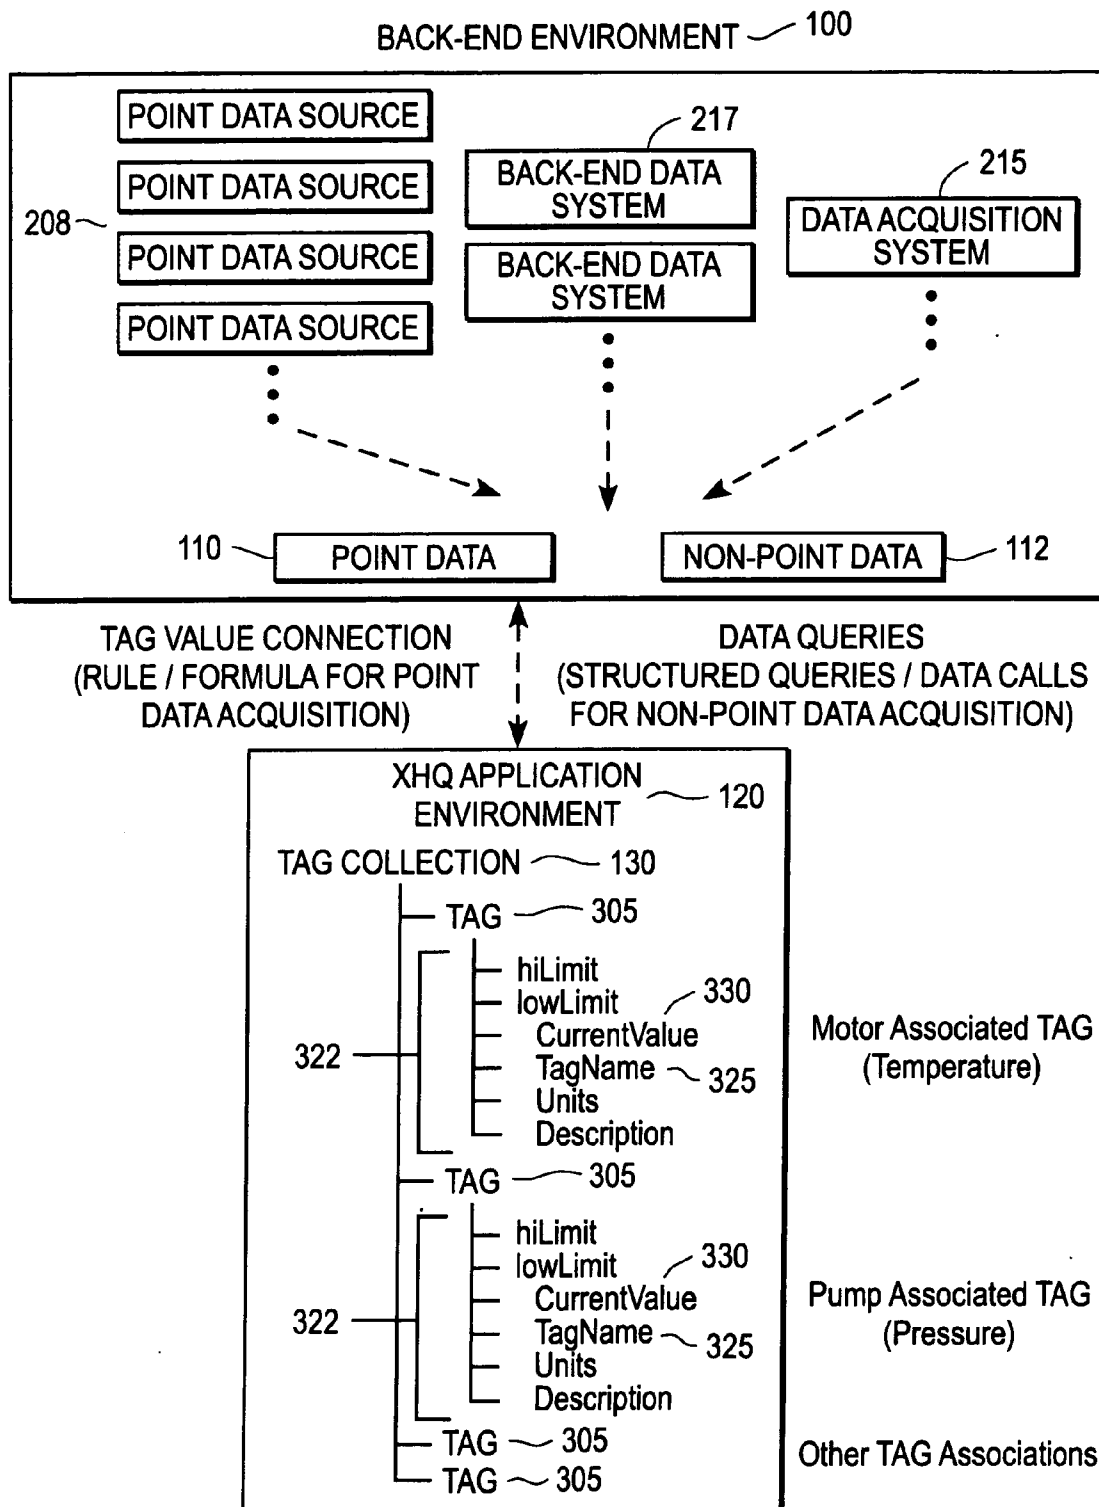 BACK-END ENVIRONMENT 100
POINT DATA SOURCE
POINT DATA SOURCE
POINT DATA SOURCE
POINT DATA SOURCE
208
217
BACK-END DATA
SYSTEM
BACK-END DATA
SYSTEM
215
DATA ACQUISITION
SYSTEM
110 POINT DATA
NON-POINT DATA 112
TAG VALUE CONNECTION
(RULE / FORMULA FOR POINT
DATA ACQUISITION)
DATA QUERIES
(STRUCTURED QUERIES / DATA CALLS
FOR NON-POINT DATA ACQUISITION)
XHQ APPLICATION
ENVIRONMENT 120
TAG COLLECTION 130
TAG 305
hiLimit
lowLimit 330
CurrentValue
322 TagName 325
Units
Description
Motor Associated TAG
(Temperature)
TAG 305
hiLimit
lowLimit 330
CurrentValue
322 TagName 325
Units
Description
Pump Associated TAG
(Pressure)
TAG 305
TAG 305
Other TAG Associations